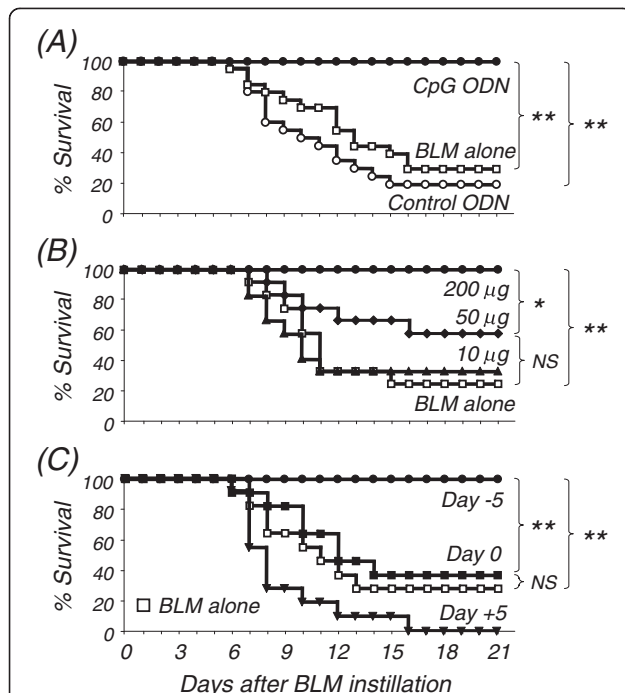 (A)
% Survival
100
80
60
40
20
0
CpG ODN
BLM alone
Control ODN
**
**
(B)
% Survival
100
80
60
40
20
0
200 µg
50 µg
10 µg
BLM alone
*
NS
**
(C)
% Survival
100
80
60
40
20
0
Day -5
Day 0
Day +5
BLM alone
**
NS
**
0 3 6 9 12 15 18 21
Days after BLM instillation